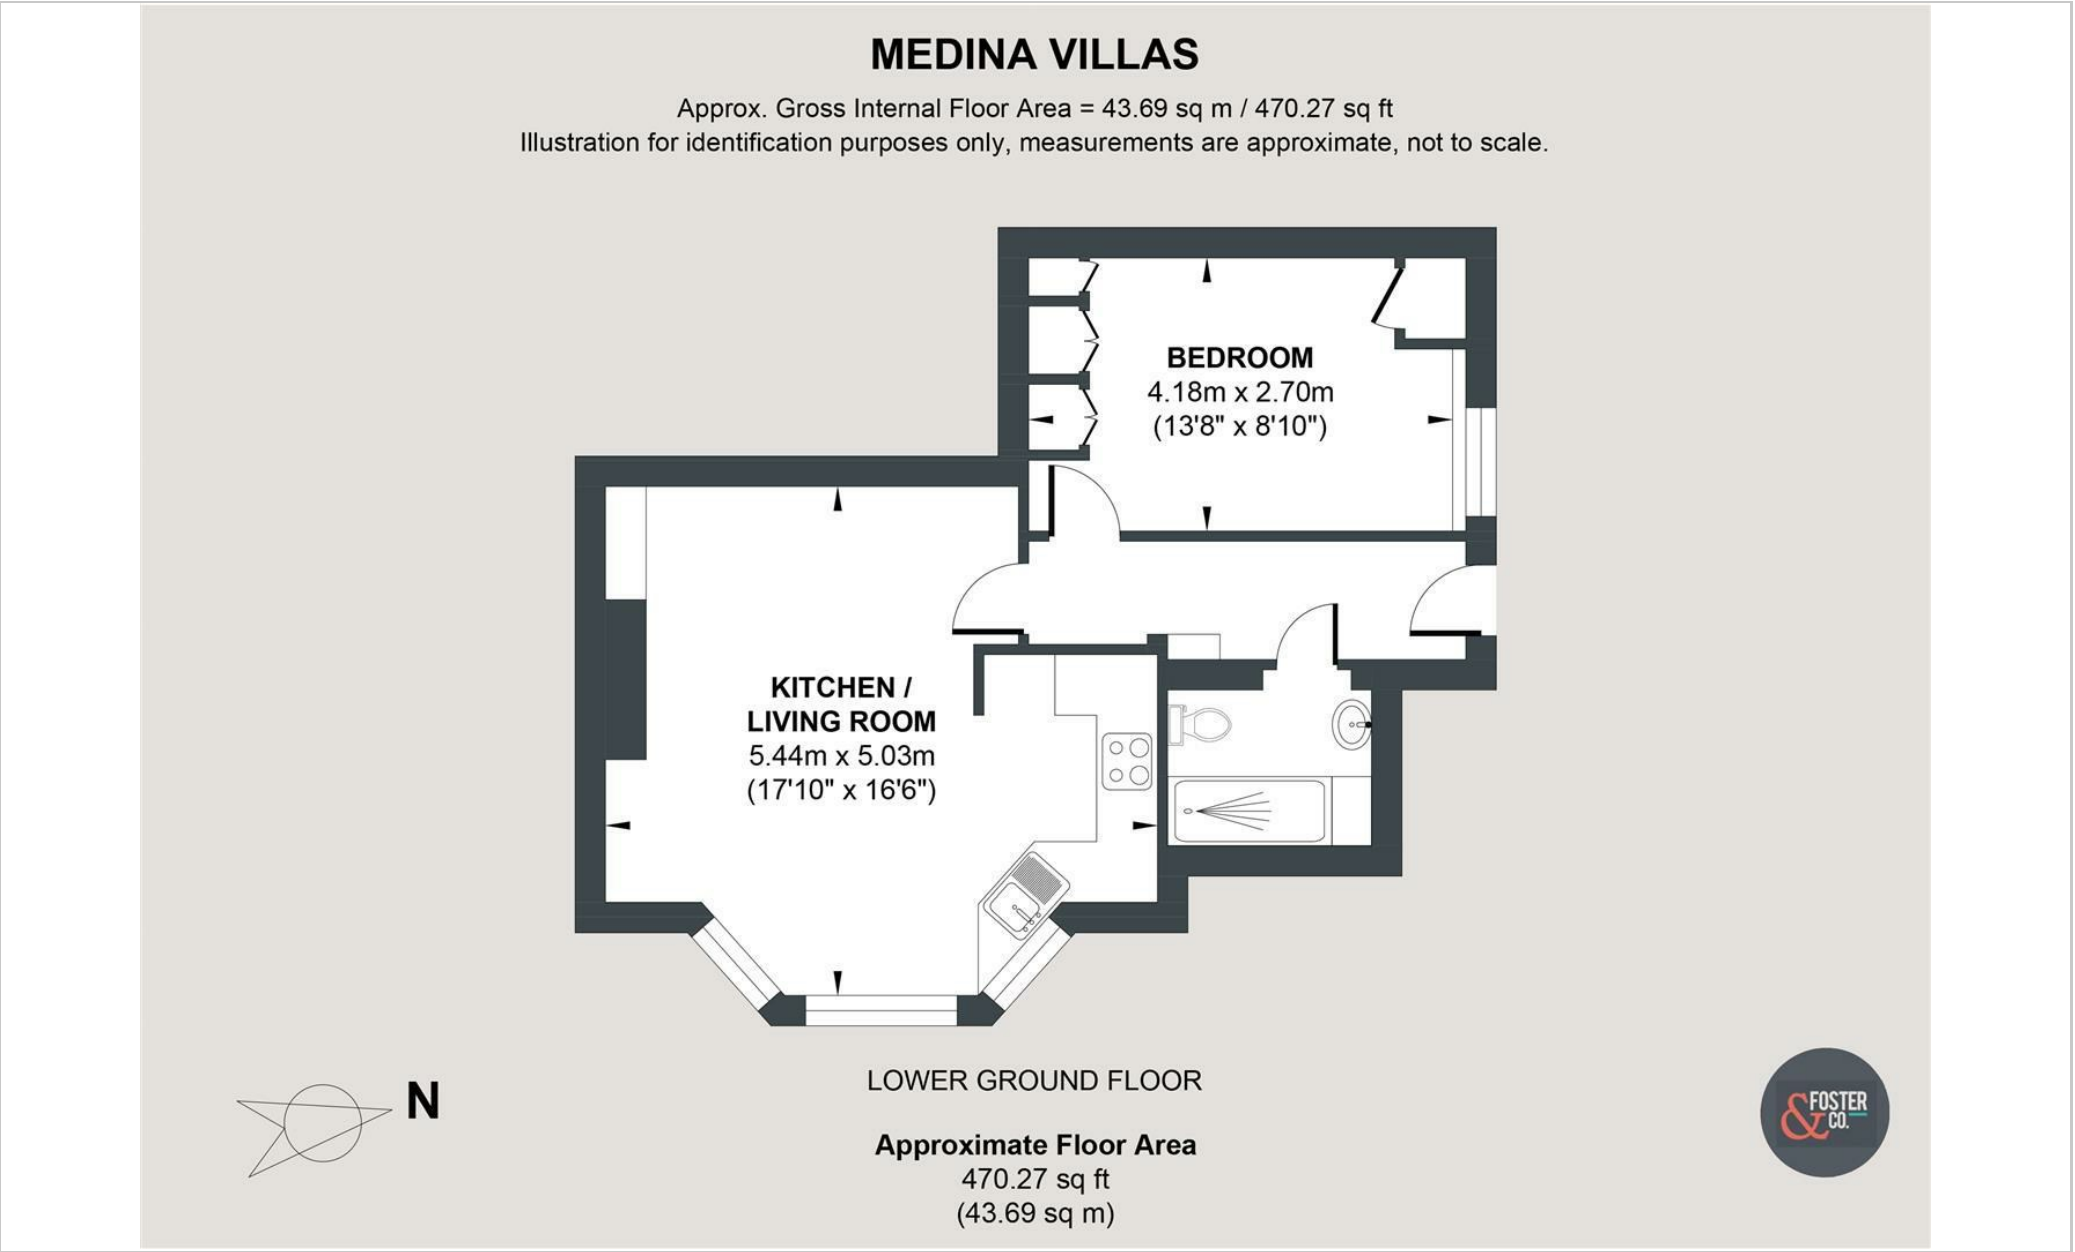 MEDINA VILLAS
Approx. Gross Internal Floor Area = 43.69 sq m / 470.27 sq ft
Illustration for identification purposes only, measurements are approximate, not to scale.
BEDROOM
4.18m x 2.70m
(13'8" x 8'10")
KITCHEN /
LIVING ROOM
5.44m x 5.03m
(17'10" x 16'6")
LOWER GROUND FLOOR
N
Approximate Floor Area
470.27 sq ft
(43.69 sq m)
& FOSTER
CO.